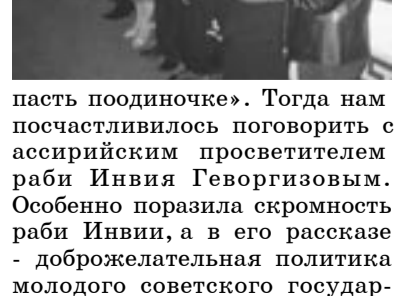 пасть поодиночке». Тогда нам
посчастливилось поговорить с
ассирийским просветителем
раби Инвия Геворгизовым.
Особенно поразила скромность
раби Инвии, а в его рассказе
- доброжелательная политика
молодого советского государ-